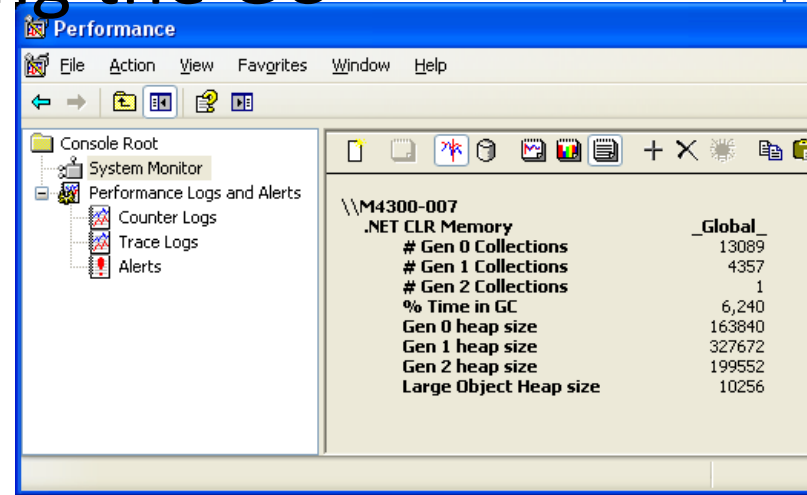 ng the GC
Performance
File Action View Favorites Window Help
Console Root
System Monitor
Performance Logs and Alerts
Counter Logs
Trace Logs
Alerts
\\M4300-007
.NET CLR Memory _Global_
# Gen 0 Collections 13089
# Gen 1 Collections 4357
# Gen 2 Collections 1
% Time in GC 6,240
Gen 0 heap size 163840
Gen 1 heap size 327672
Gen 2 heap size 199552
Large Object Heap size 10256